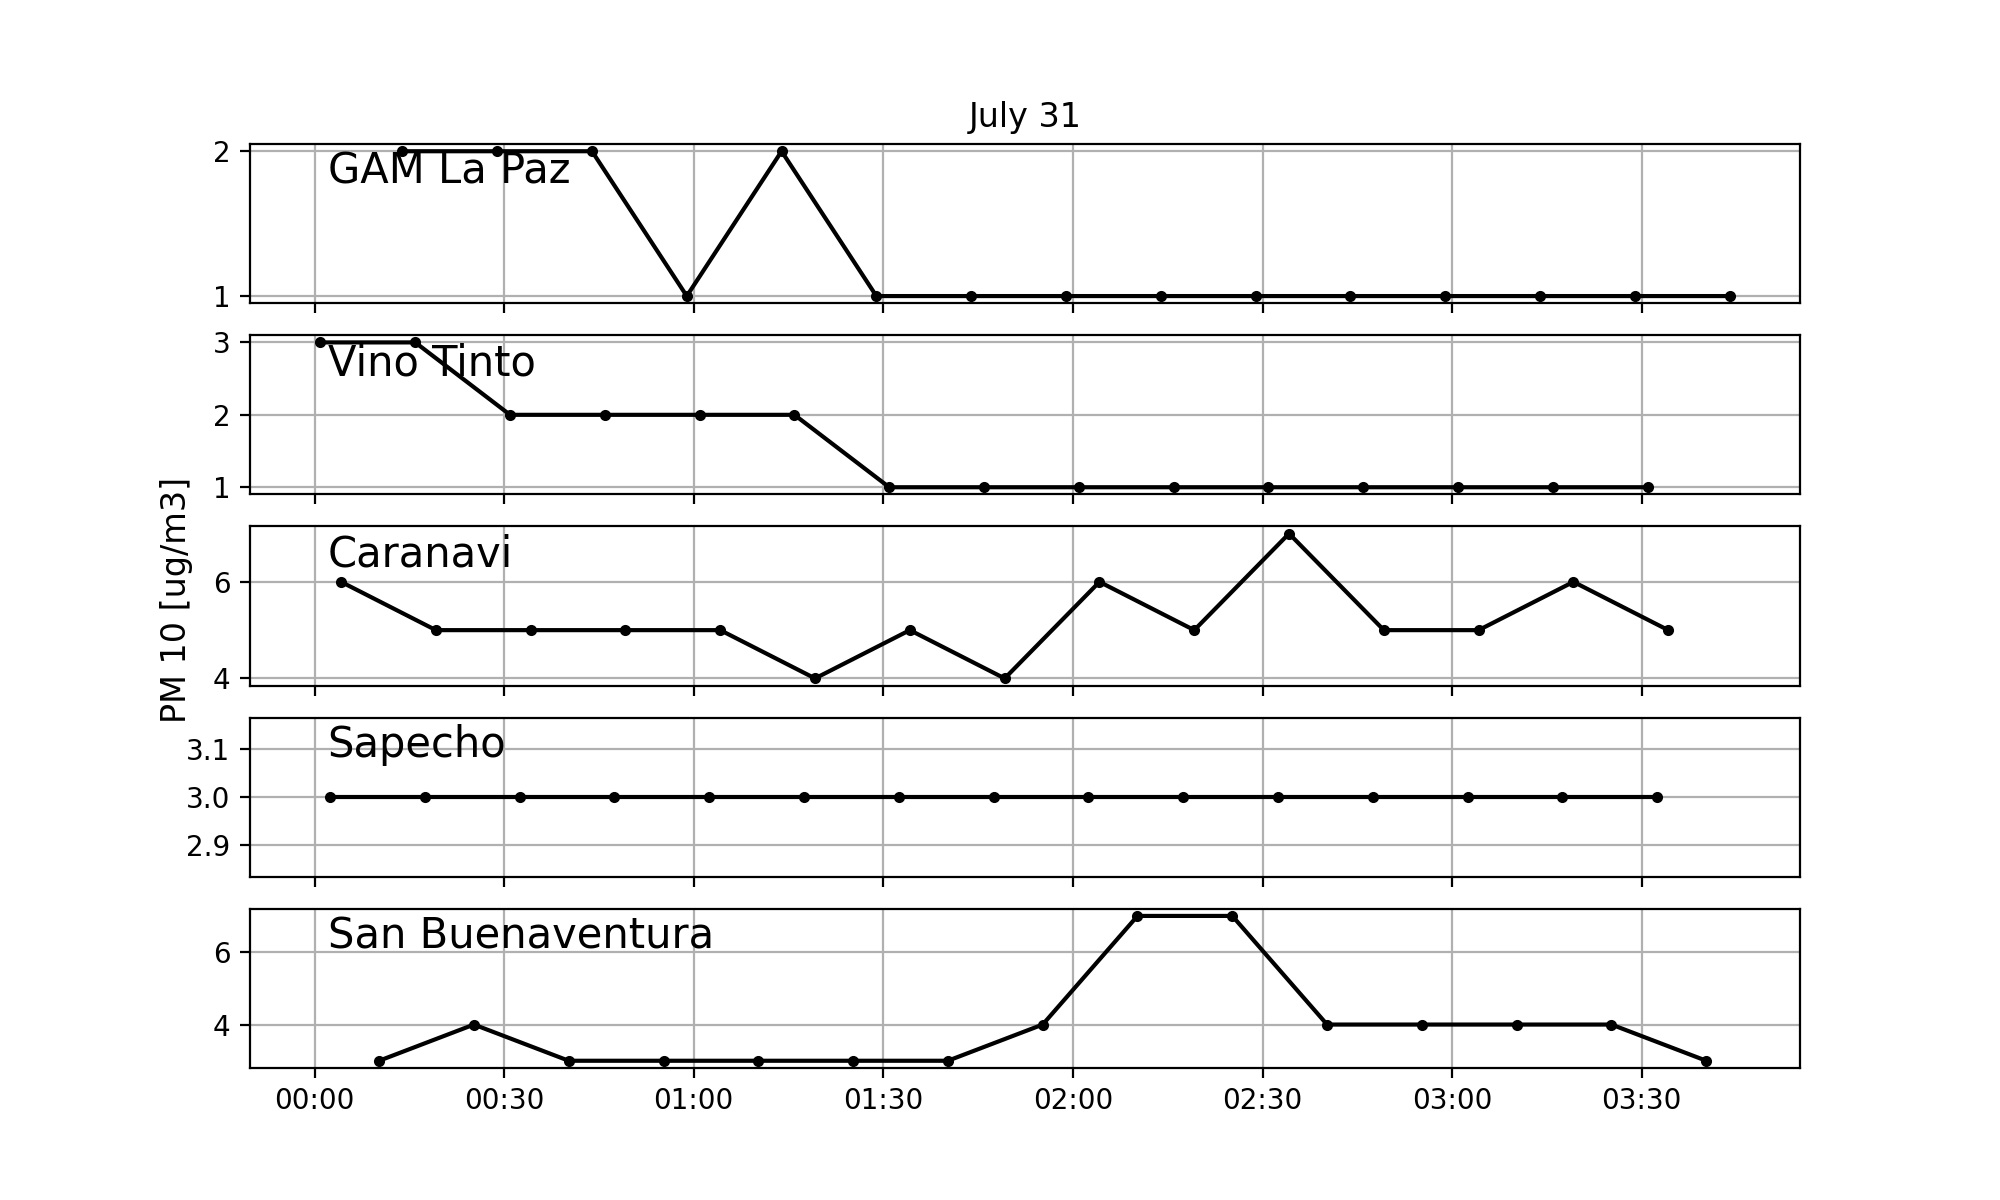 July 31
2
GAM La Paz
1
3
Vino Tinto
2
1
PM 10 [ug/m3]
Caranavi
6
4
Sapecho
3.1
3.0
2.9
San Buenaventura
6
4
00:00 00:30 01:00 01:30 02:00 02:30 03:00 03:30